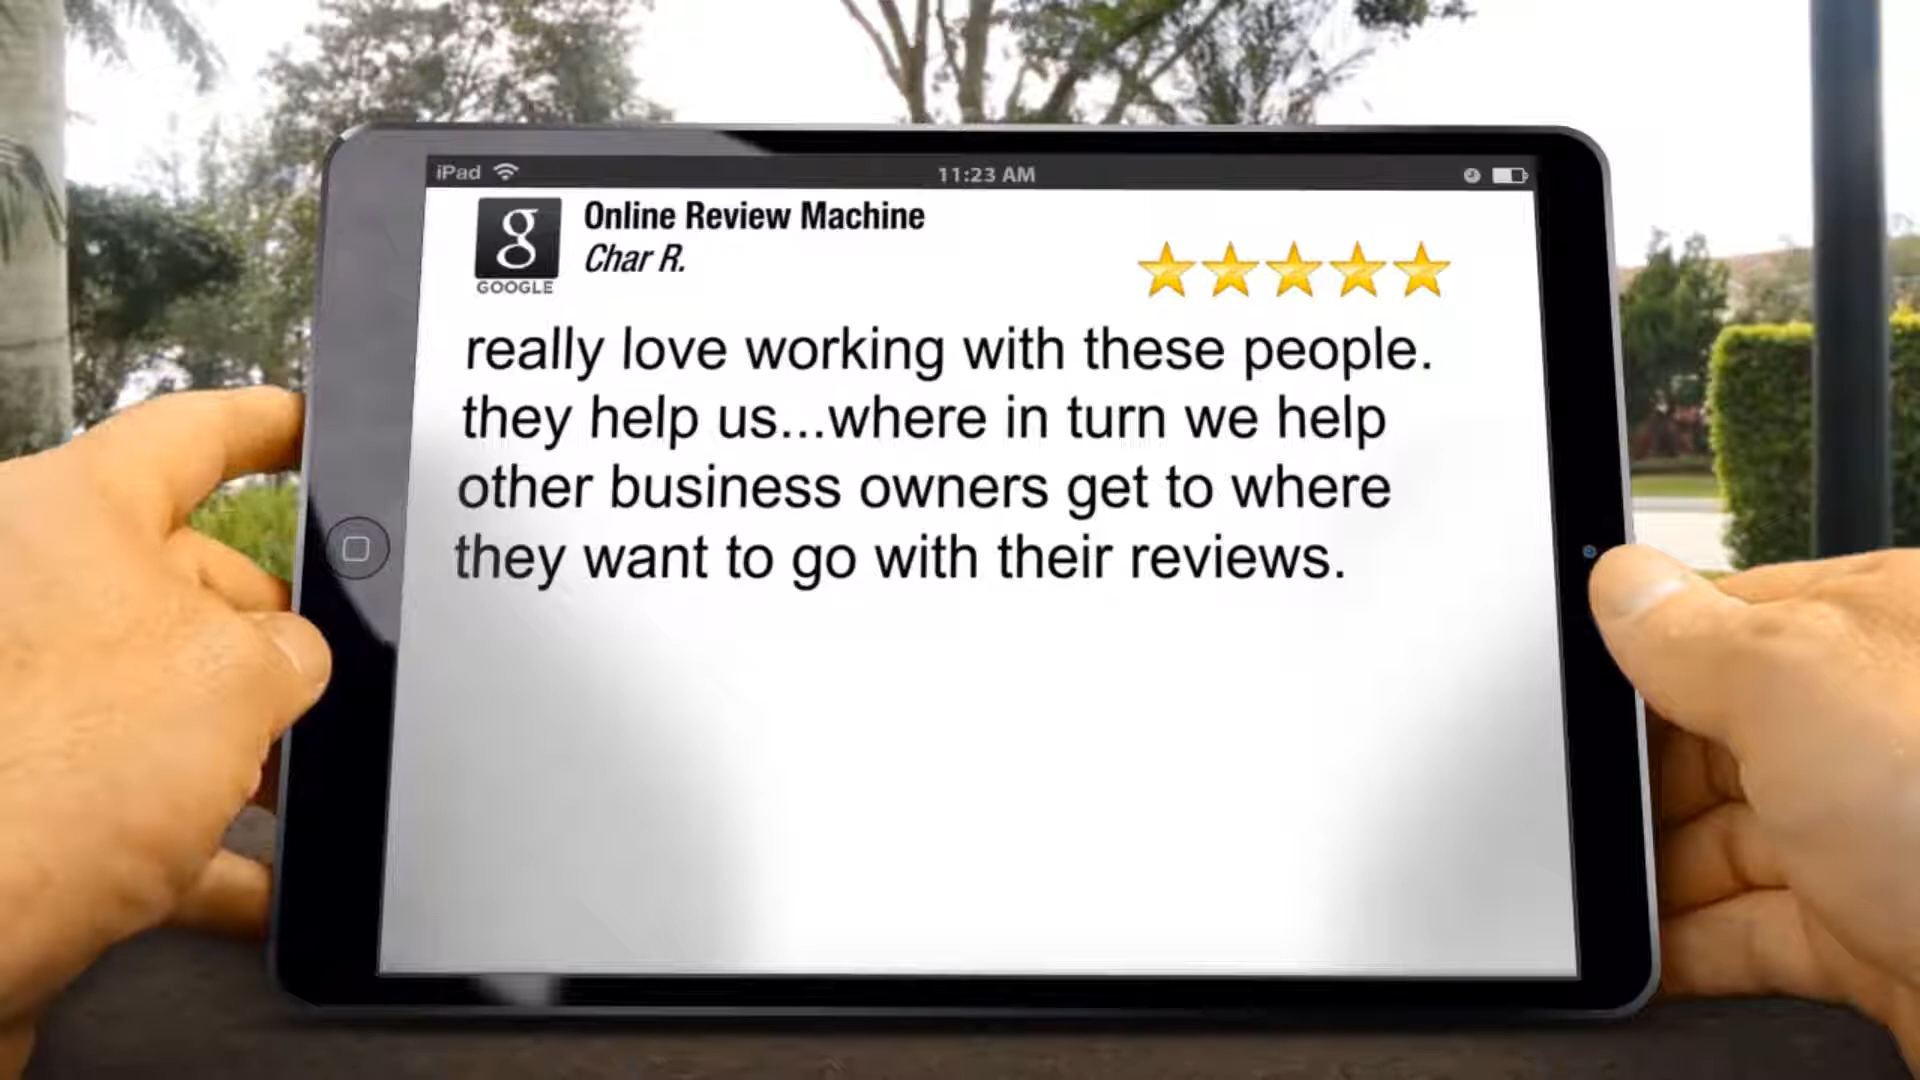 iPad
11:23 AM
g
GOOGLE
Online Review Machine
Char R.
really love working with these people.
they help us...where in turn we help
other business owners get to where
they want to go with their reviews.